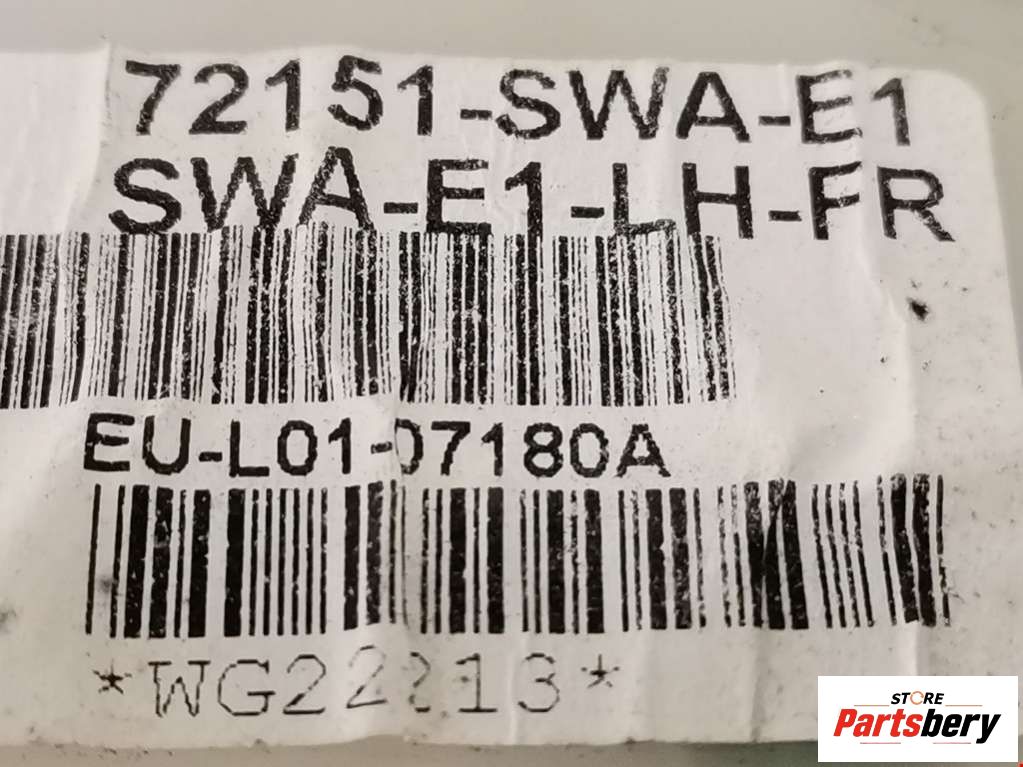 72151-SWA-E1
SWA-E1-LH-FR
EU-L01-07180A
STORE
Partsbery